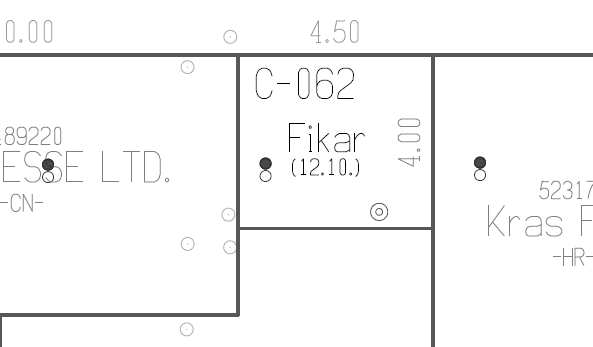 0.00
4.50
C-062
Fikar
(12.10.)
4.00
89220
ESSE LTD.
-CN-
52317
Kras F
-HR-